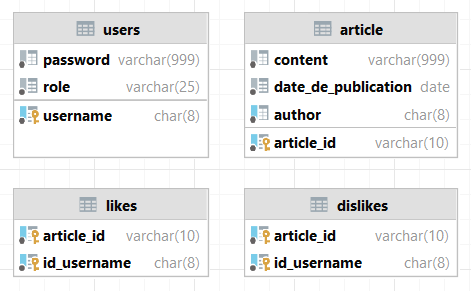 users
password varchar(999)
role varchar(25)
username char(8)
article
content varchar(999)
date_de_publication date
author char(8)
article_id varchar(10)
likes
article_id varchar(10)
id_username char(8)
dislikes
article_id varchar(10)
id_username char(8)